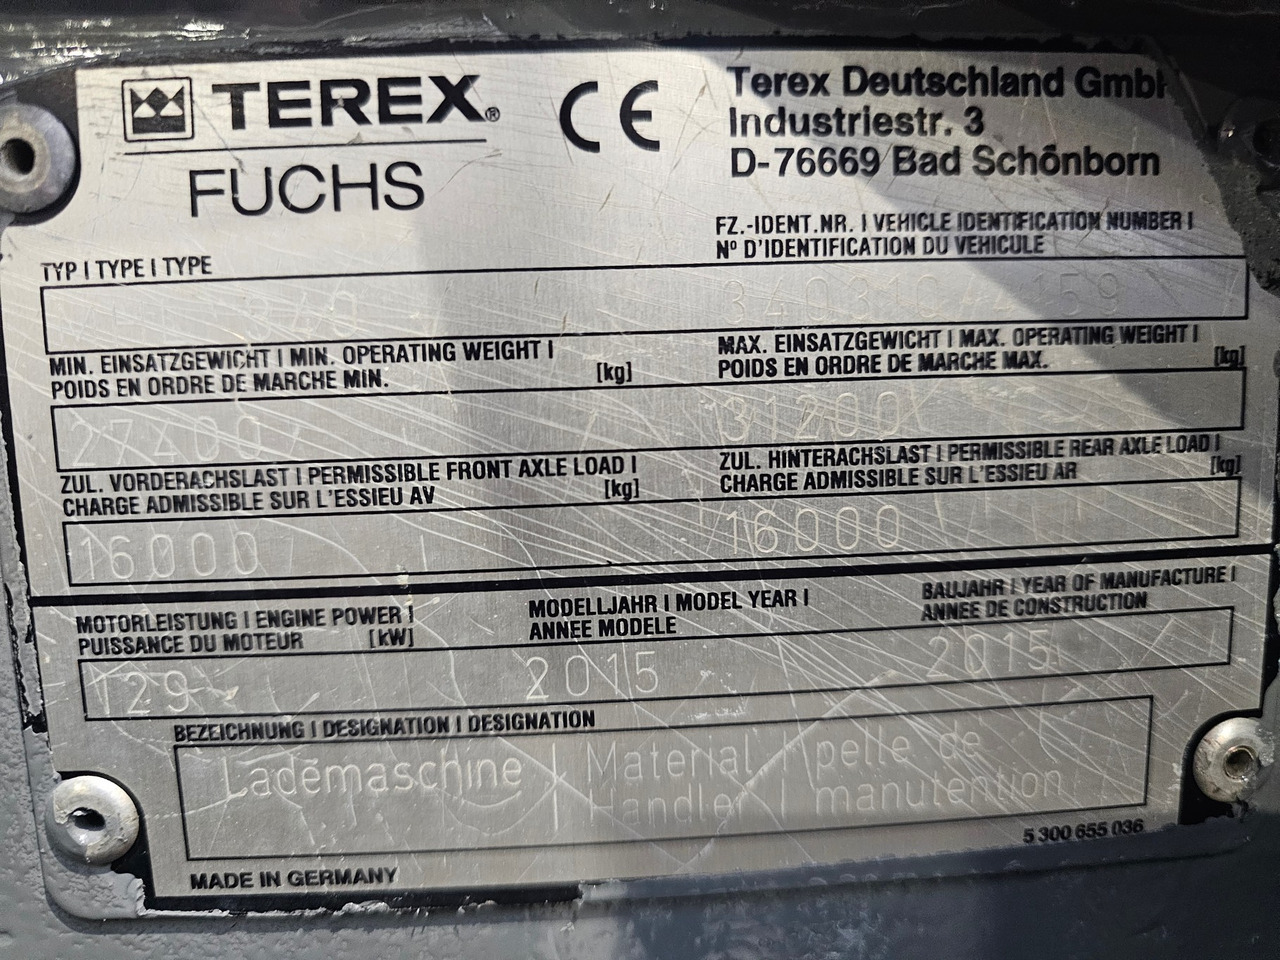 TEREX®
FUCHS
CE
Terex Deutschland GmbH
Industriestr. 3
D-76669 Bad Schönborn
FZ.-IDENT.NR. | VEHICLE IDENTIFICATION NUMBER |
Nº D'IDENTIFICATION DU VEHICULE
TYP | TYPE | TYPE
340
MIN. EINSATZGEWICHT | MIN. OPERATING WEIGHT |
POIDS EN ORDRE DE MARCHE MIN. [kg]
27400
MAX. EINSATZGEWICHT | MAX. OPERATING WEIGHT |
POIDS EN ORDRE DE MARCHE MAX. [kg]
31200
ZUL. VORDERACHSLAST | PERMISSIBLE FRONT AXLE LOAD |
CHARGE ADMISSIBLE SUR L'ESSIEU AV [kg]
16000
ZUL. HINTERACHSLAST | PERMISSIBLE REAR AXLE LOAD |
CHARGE ADMISSIBLE SUR L'ESSIEU AR [kg]
16000
MOTORLEISTUNG | ENGINE POWER |
PUISSANCE DU MOTEUR [kW]
129
MODELLJAHR | MODEL YEAR |
ANNEE MODELE
2015
BAUJAHR | YEAR OF MANUFACTURE |
ANNEE DE CONSTRUCTION
2015
BEZEICHNUNG | DESIGNATION | DESIGNATION
Lademaschine | Material | pelle de
Handler | manutention
5 300 655 036
MADE IN GERMANY